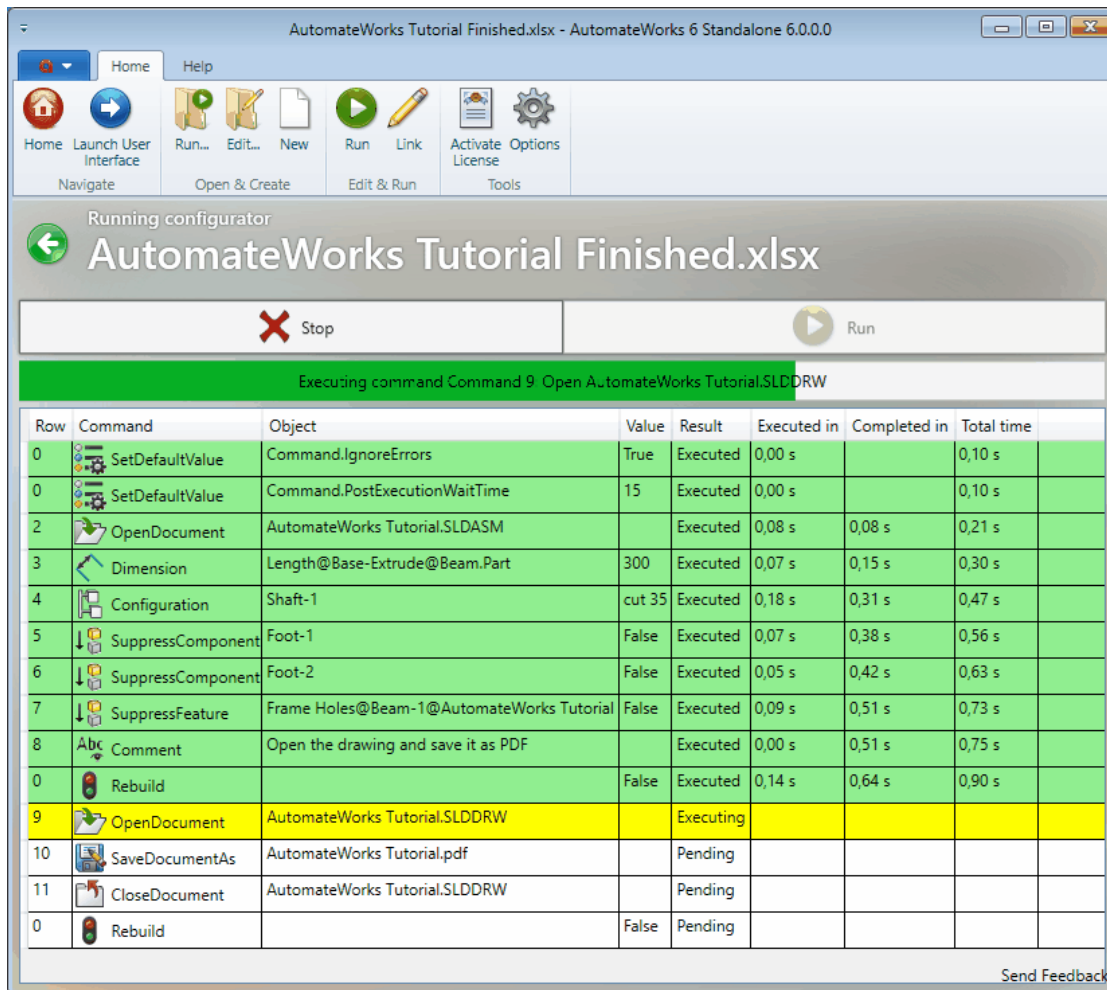 AutomateWorks Tutorial Finished.xlsx - AutomateWorks 6 Standalone 6.0.0.0
Home Help
Home Launch User Interface Run... Edit... New Run Link Activate License Options
Navigate Open & Create Edit & Run Tools
Running configurator
AutomateWorks Tutorial Finished.xlsx
Stop Run
Executing command Command 9: Open AutomateWorks Tutorial.SLDDRW
Row Command Object Value Result Executed in Completed in Total time
0 SetDefaultValue Command.IgnoreErrors True Executed 0,00 s 0,10 s
0 SetDefaultValue Command.PostExecutionWaitTime 15 Executed 0,00 s 0,10 s
2 OpenDocument AutomateWorks Tutorial.SLDASM Executed 0,08 s 0,08 s 0,21 s
3 Dimension Length@Base-Extrude@Beam.Part 300 Executed 0,07 s 0,15 s 0,30 s
4 Configuration Shaft-1 cut 35 Executed 0,18 s 0,31 s 0,47 s
5 SuppressComponent Foot-1 False Executed 0,07 s 0,38 s 0,56 s
6 SuppressComponent Foot-2 False Executed 0,05 s 0,42 s 0,63 s
7 SuppressFeature Frame Holes@Beam-1@AutomateWorks Tutorial False Executed 0,09 s 0,51 s 0,73 s
8 Abc Comment Open the drawing and save it as PDF Executed 0,00 s 0,51 s 0,75 s
0 Rebuild False Executed 0,14 s 0,64 s 0,90 s
9 OpenDocument AutomateWorks Tutorial.SLDDRW Executing
10 SaveDocumentAs AutomateWorks Tutorial.pdf Pending
11 CloseDocument AutomateWorks Tutorial.SLDDRW Pending
0 Rebuild False Pending
Send Feedback